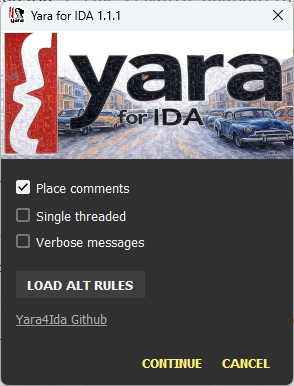 yara
Yara for IDA 1.1.1
yara
for IDA
Place comments
Single threaded
Verbose messages
LOAD ALT RULES
Yara4Ida Github
CONTINUE
CANCEL